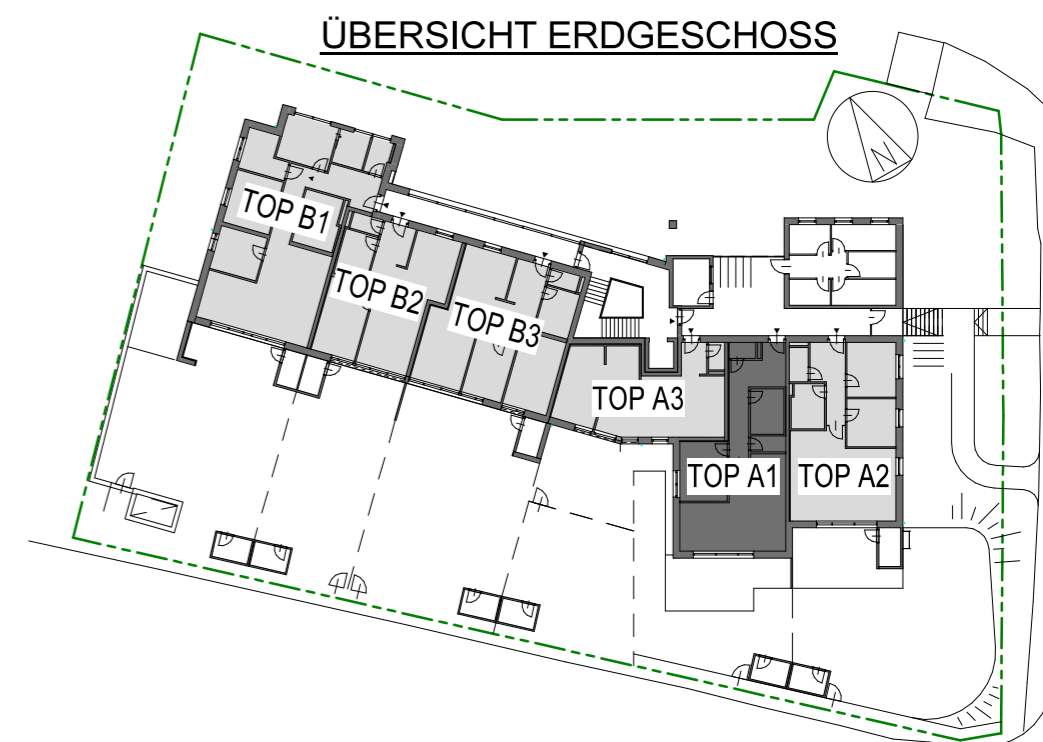 ÜBERSICHT ERDGESCHOSS
N
TOP B1
TOP B2
TOP B3
TOP A3
TOP A1
TOP A2